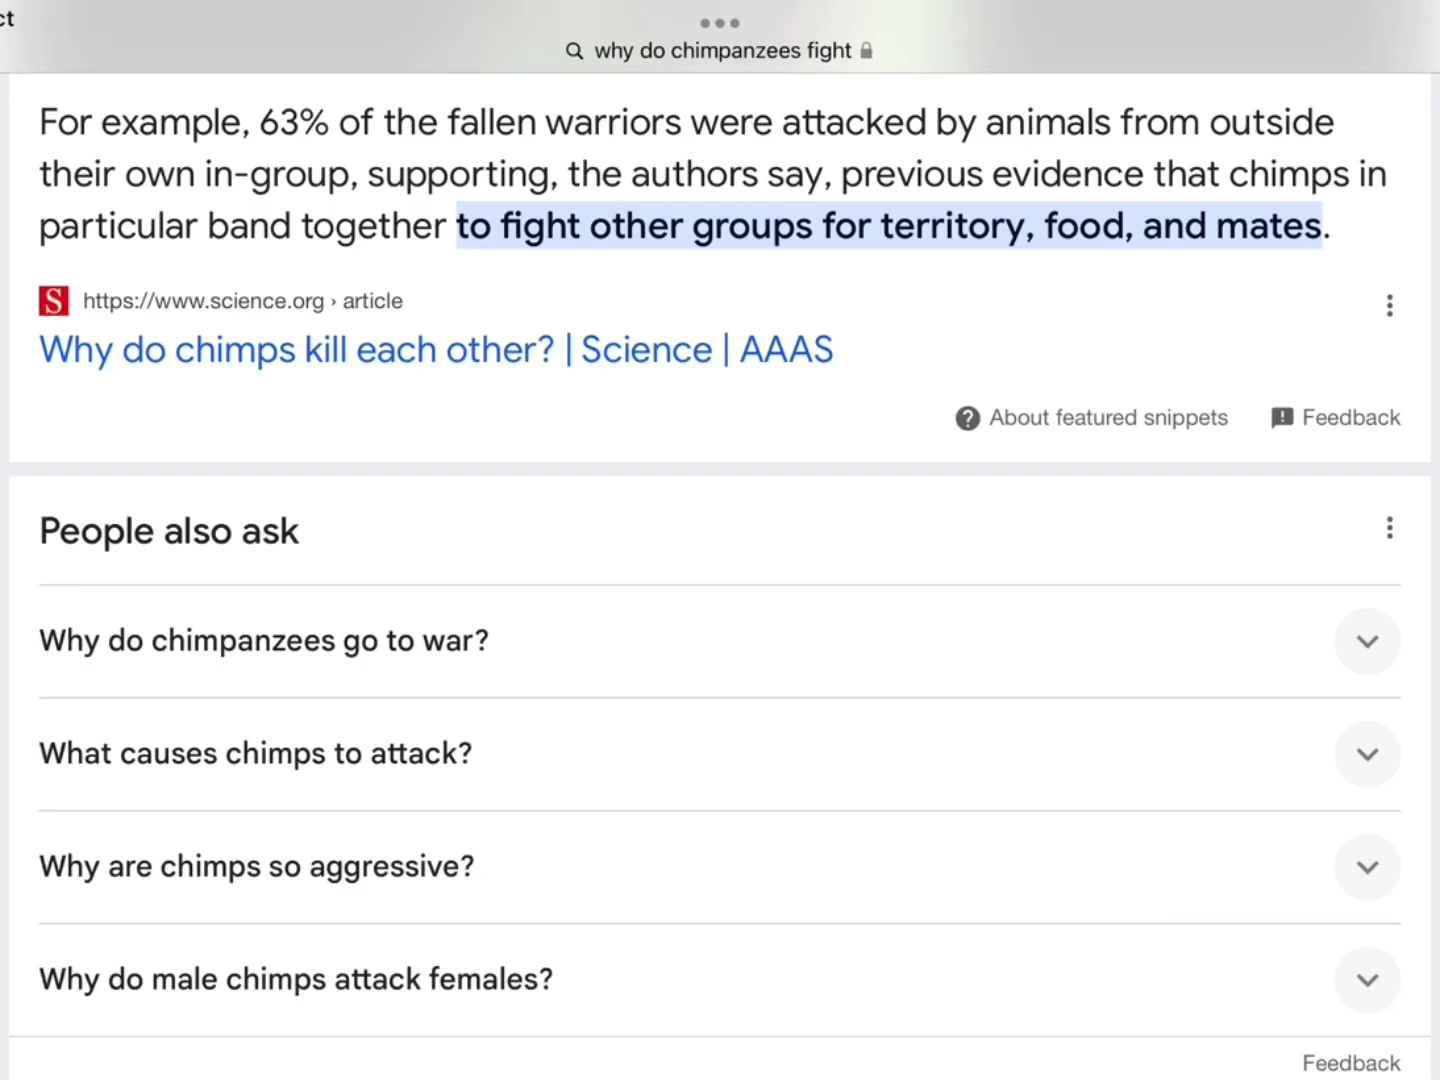 ct
why do chimpanzees fight
For example, 63% of the fallen warriors were attacked by animals from outside
their own in-group, supporting, the authors say, previous evidence that chimps in
particular band together to fight other groups for territory, food, and mates.
S https://www.science.org › article
Why do chimps kill each other? | Science | AAAS
About featured snippets Feedback
People also ask
Why do chimpanzees go to war?
What causes chimps to attack?
Why are chimps so aggressive?
Why do male chimps attack females?
Feedback